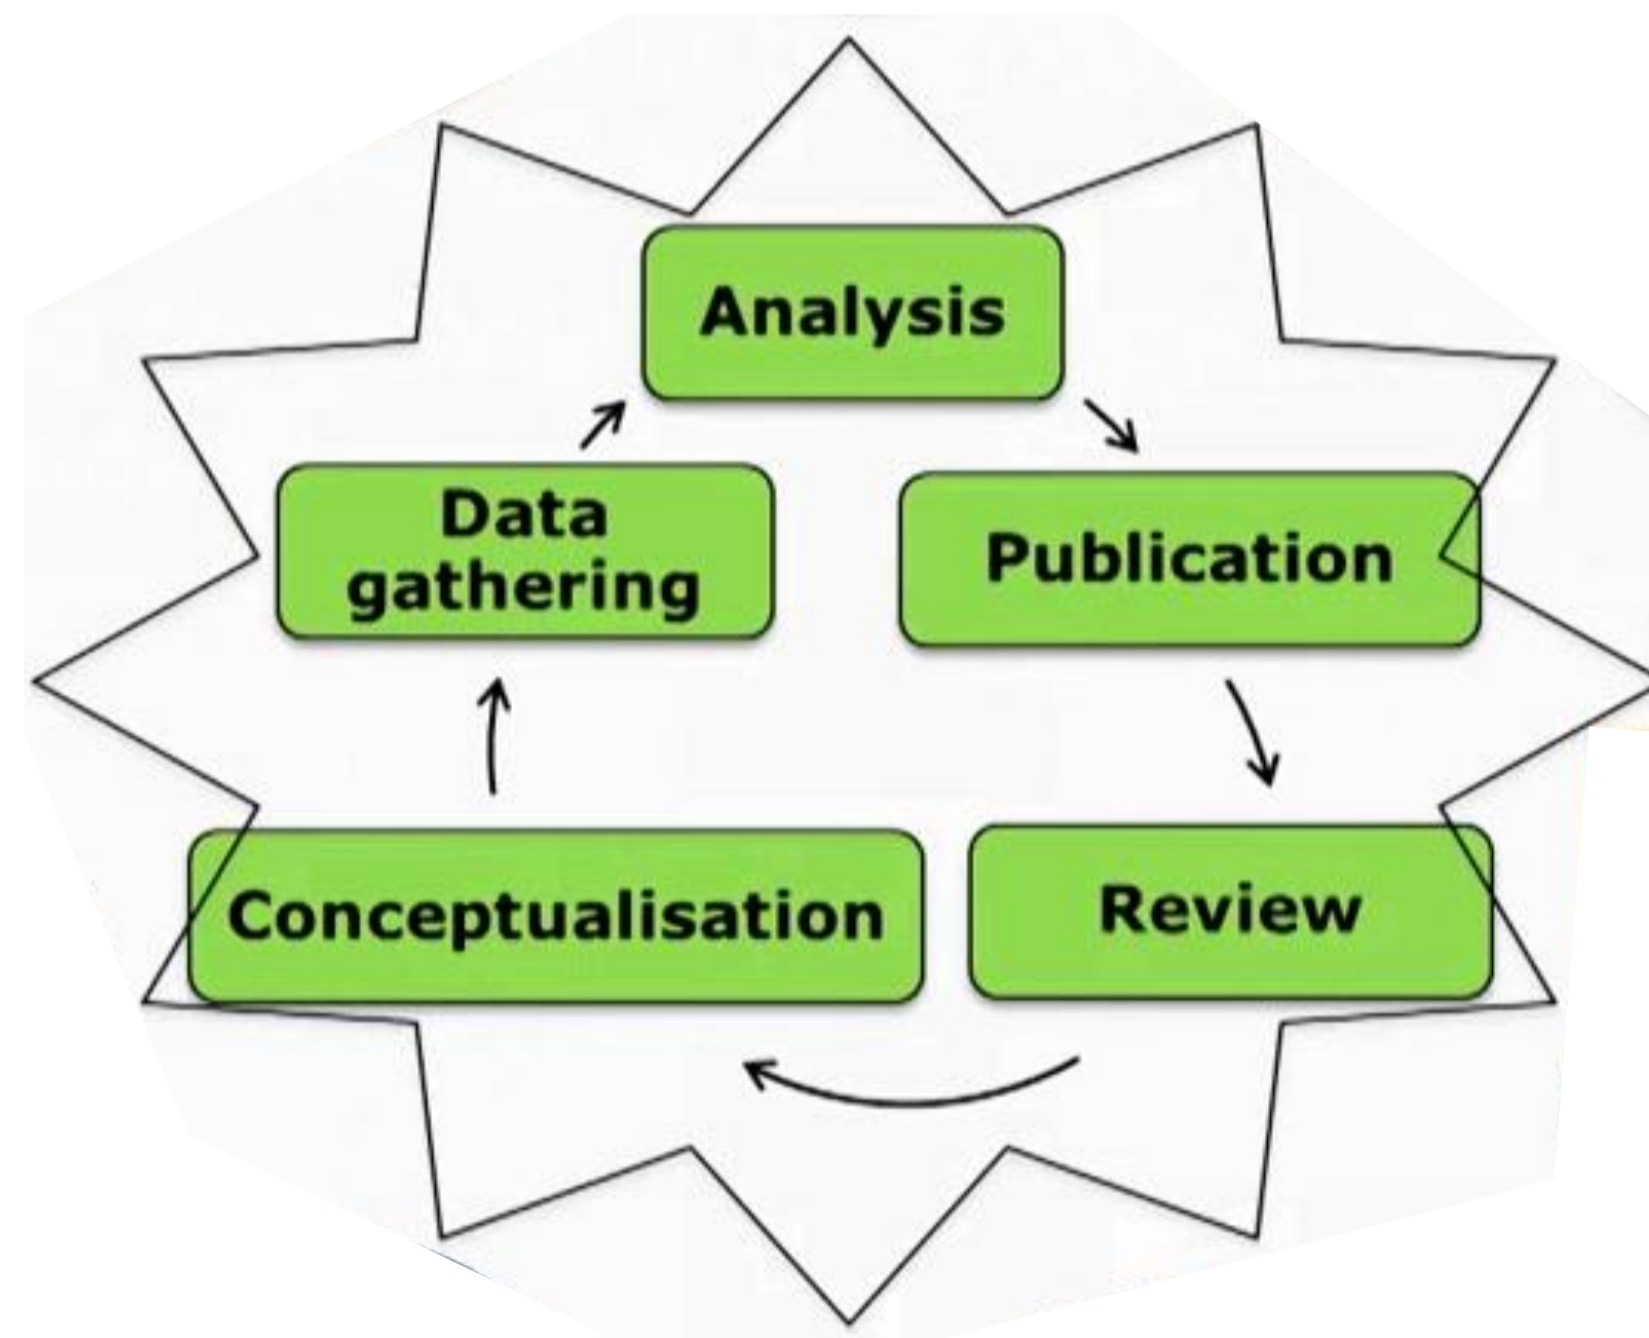 Analysis
Data
gathering
Publication
Conceptualisation
Review